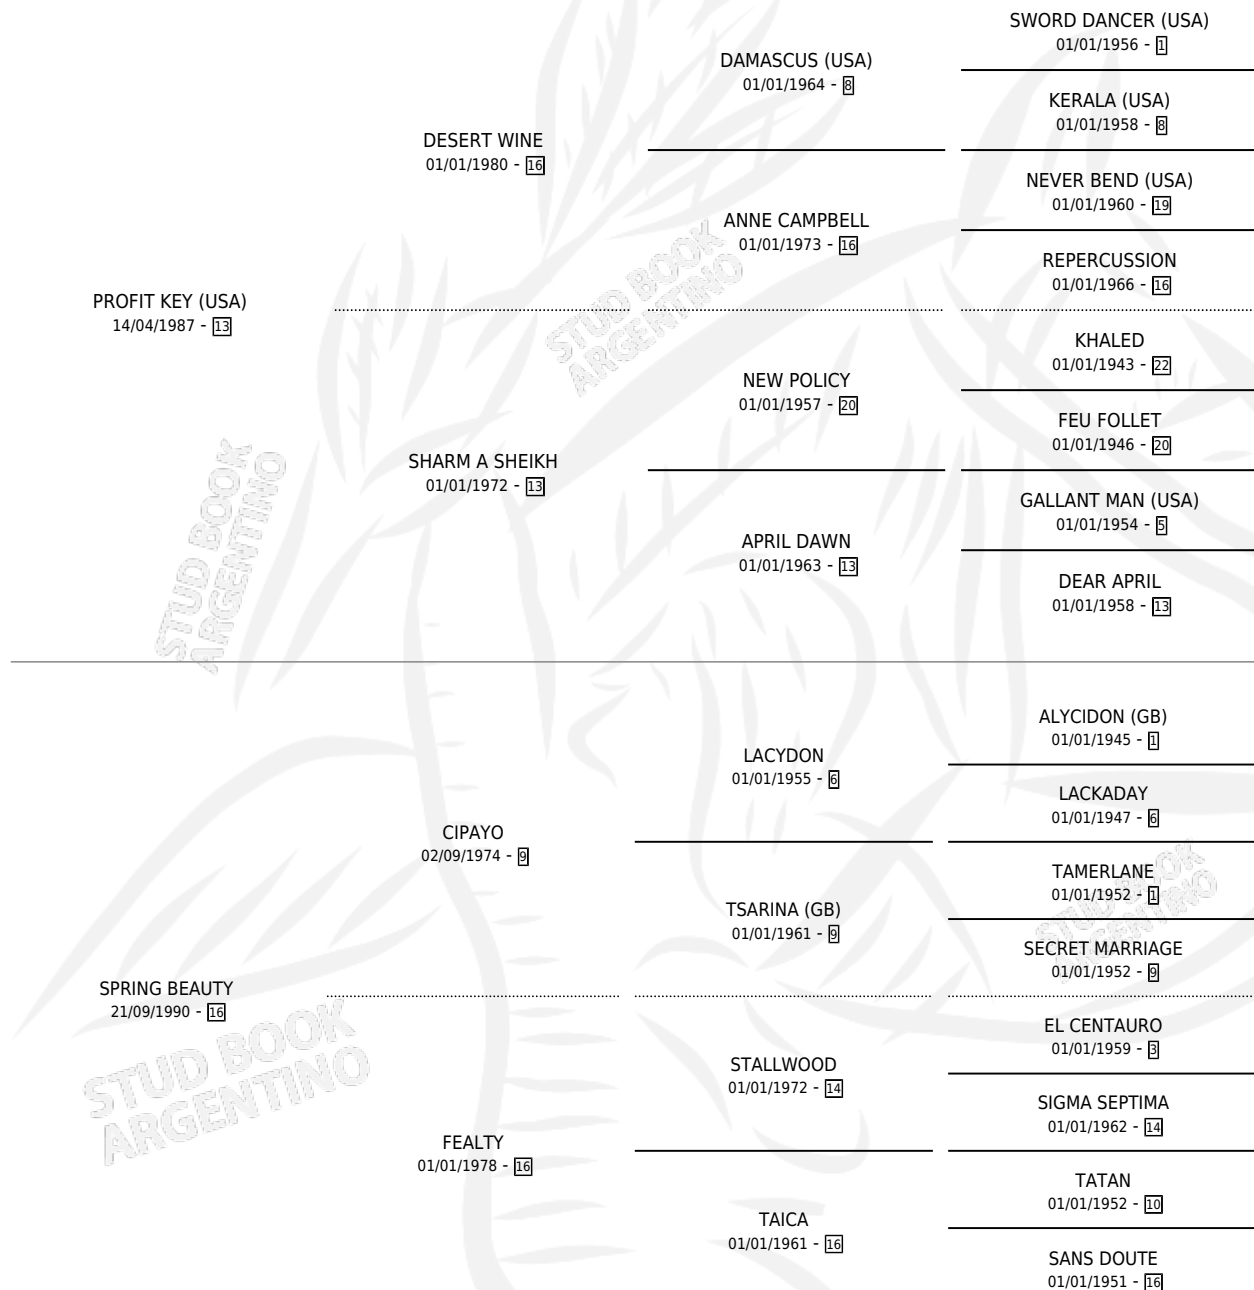 SWORD DANCER (USA)
01/01/1956 - 1
DAMASCUS (USA)
01/01/1964 - 8
KERALA (USA)
01/01/1958 - 8
DESERT WINE
01/01/1980 - 16
NEVER BEND (USA)
01/01/1960 - 19
ANNE CAMPBELL
01/01/1973 - 16
REPERCUSSION
01/01/1966 - 16
PROFIT KEY (USA)
14/04/1987 - 13
KHALED
01/01/1943 - 22
NEW POLICY
01/01/1957 - 20
FEU FOLLET
01/01/1946 - 20
SHARM A SHEIKH
01/01/1972 - 13
GALLANT MAN (USA)
01/01/1954 - 5
APRIL DAWN
01/01/1963 - 13
DEAR APRIL
01/01/1958 - 13
ALYCIDON (GB)
01/01/1945 - 1
LACYDON
01/01/1955 - 6
LACKADAY
01/01/1947 - 6
CIPAYO
02/09/1974 - 9
TAMERLANE
01/01/1952 - 1
TSARINA (GB)
01/01/1961 - 9
SECRET MARRIAGE
01/01/1952 - 9
SPRING BEAUTY
21/09/1990 - 16
EL CENTAURO
01/01/1959 - 3
STALLWOOD
01/01/1972 - 14
SIGMA SEPTIMA
01/01/1962 - 14
FEALTY
01/01/1978 - 16
TATAN
01/01/1952 - 10
TAICA
01/01/1961 - 16
SANS DOUTE
01/01/1951 - 16
STUD BOOK
ARGENTINO
STUD BOOK
ARGENTINO
STUD BOOK
ARGENTINO
STUD BOOK
ARGENTINO